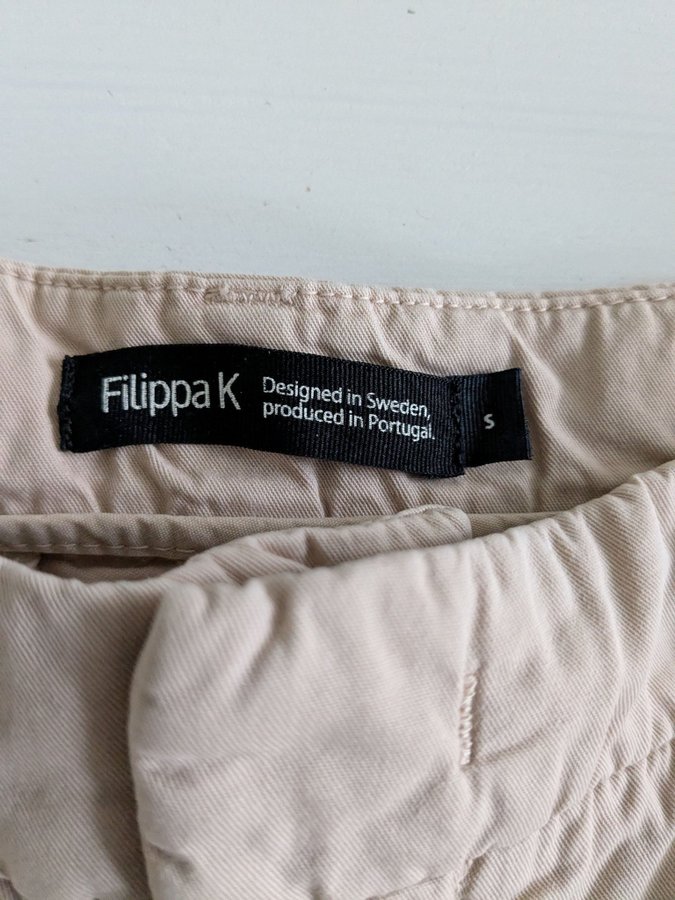 Filippa K
Designed in Sweden,
produced in Portugal.
S